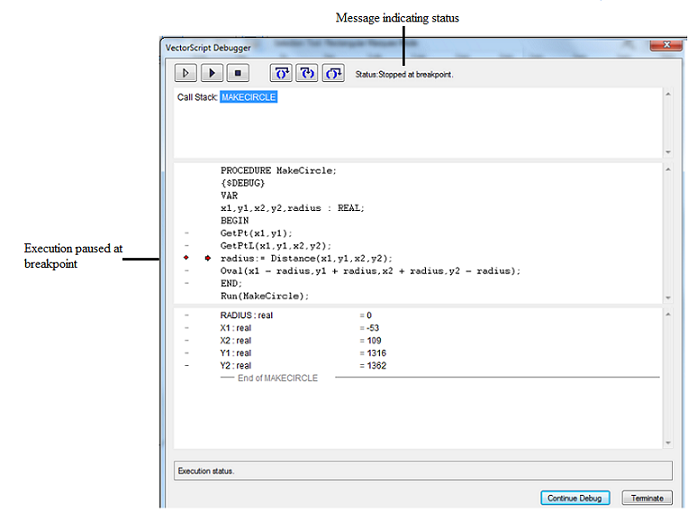 Message indicating status
VectorScript Debugger
Status:Stopped at breakpoint.
Call Stack: MAKECIRCLE
PROCEDURE MakeCircle;
{$DEBUG}
VAR
x1,y1,x2,y2,radius : REAL;
BEGIN
GetPt(x1,y1);
GetPtL(x1,y1,x2,y2);
Execution paused at
breakpoint
radius:= Distance(x1,y1,x2,y2);
Oval(x1 - radius,y1 + radius,x2 + radius,y2 - radius);
END;
Run(MakeCircle);
RADIUS : real = 0
X1 : real = -53
X2 : real = 109
Y1 : real = 1316
Y2 : real = 1362
End of MAKECIRCLE
Execution status.
Continue Debug Terminate